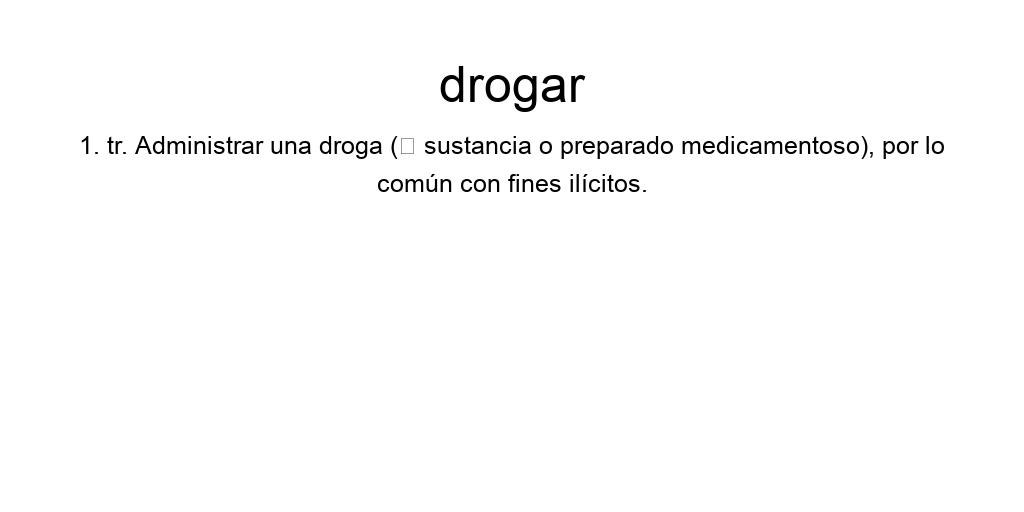 drogar
1. tr. Administrar una droga (▯ sustancia o preparado medicamentoso), por lo
común con fines ilícitos.